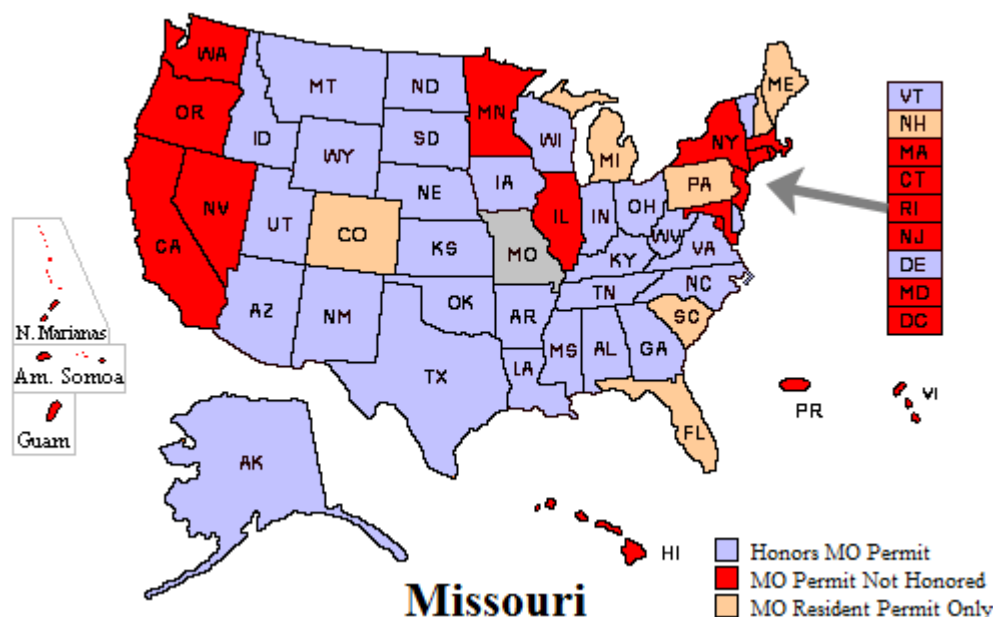 WA
MT
ND
MN
ME
VT
NH
MA
CT
RI
NJ
DE
MD
DC
OR
ID
WY
SD
WI
MI
NY
PA
NV
UT
CO
NE
IA
IL
IN
OH
WV
VA
CA
KS
MO
KY
NC
AZ
NM
OK
AR
TN
SC
TX
LA
MS
AL
GA
FL
N. Marianas
Am. Somoa
Guam
PR
VI
AK
HI
Honors MO Permit
MO Permit Not Honored
MO Resident Permit Only
Missouri